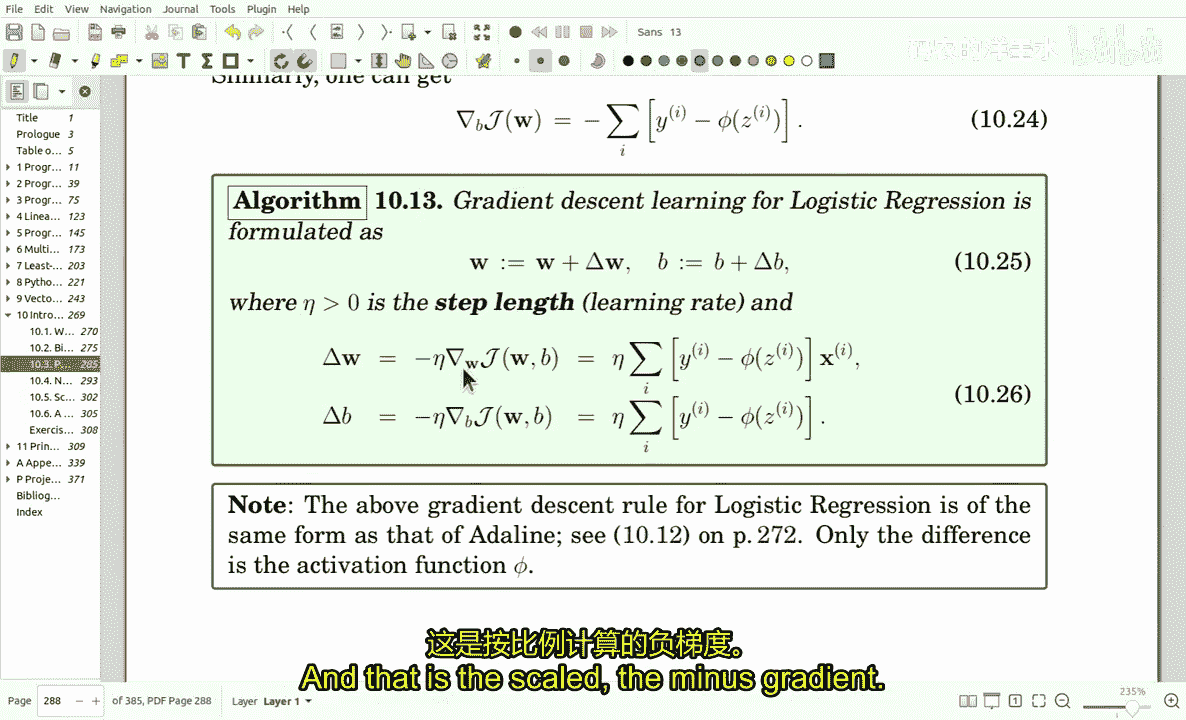 File Edit View Navigation Journal Tools Plugin Help
Sans 13
Title 1
Prologue 3
Table o... 5
1 Progr... 11
2 Progr... 39
3 Progr... 75
4 Linea... 123
5 Progr... 145
6 Multi... 173
7 Least-... 203
8 Pytho... 221
9 Vecto... 243
10 Intro... 269
10.1. W... 270
10.2. Bi... 275
10.3. P... 285
10.4. N... 293
10.5. Sc... 302
10.6. A ... 305
Exercis... 308
11 Prin... 309
A Appe... 339
P Proje... 371
Bibliog...
Index
Similarly, one can get
∇_b 𝒥(w) = −∑_i [y^(i) − ϕ(z^(i))]. (10.24)
Algorithm 10.13. Gradient descent learning for Logistic Regression is
formulated as
w := w + Δw, b := b + Δb, (10.25)
where η > 0 is the step length (learning rate) and
Δw = −η∇_w 𝒥(w, b) = η ∑_i [y^(i) − ϕ(z^(i))] x^(i),
(10.26)
Δb = −η∇_b 𝒥(w, b) = η ∑_i [y^(i) − ϕ(z^(i))].
Note: The above gradient descent rule for Logistic Regression is of the
same form as that of Adaline; see (10.12) on p. 272. Only the difference
is the activation function ϕ.
这是按比例计算的负梯度。
And that is the scaled, the minus gradient.
Page 288 − + of 385, PDF Page 288 Layer Layer 1
235%